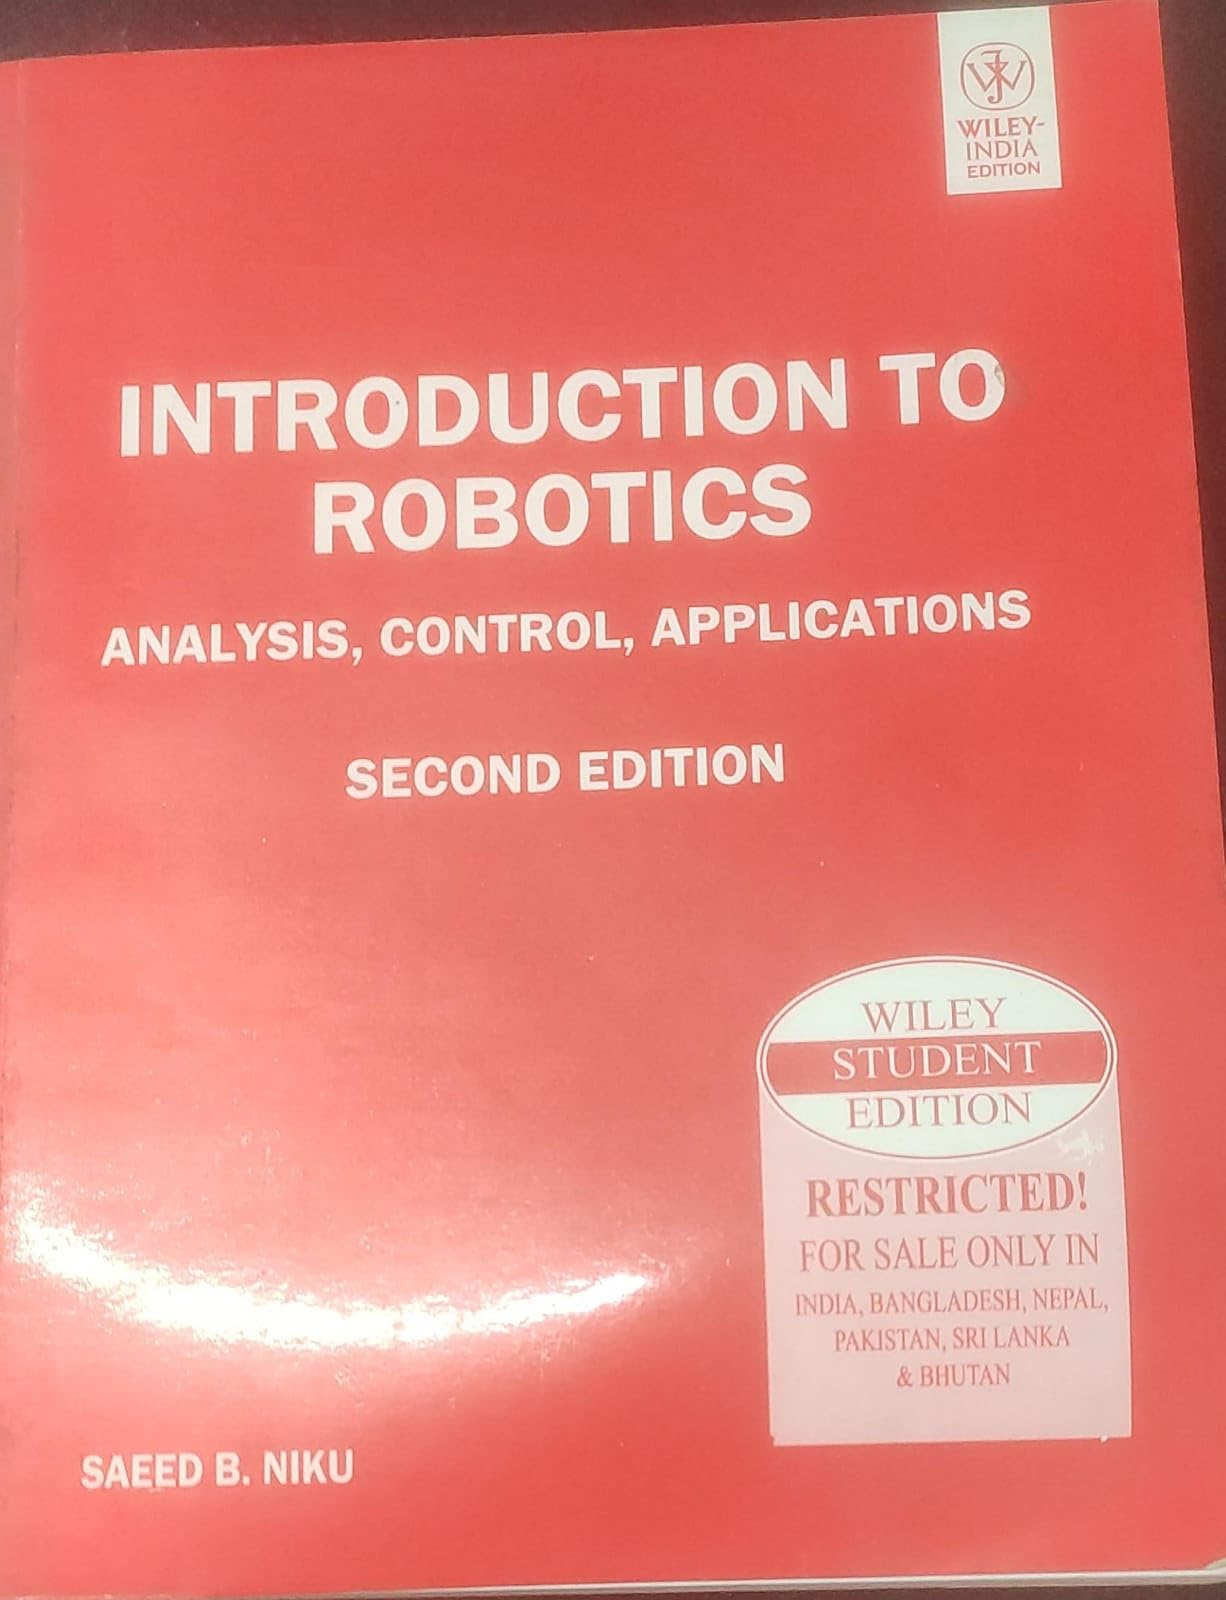 WILEY-
INDIA
EDITION
INTRODUCTION TO
ROBOTICS
ANALYSIS, CONTROL, APPLICATIONS
SECOND EDITION
WILEY
STUDENT
EDITION
RESTRICTED!
FOR SALE ONLY IN
INDIA, BANGLADESH, NEPAL,
PAKISTAN, SRI LANKA
& BHUTAN
SAEED B. NIKU